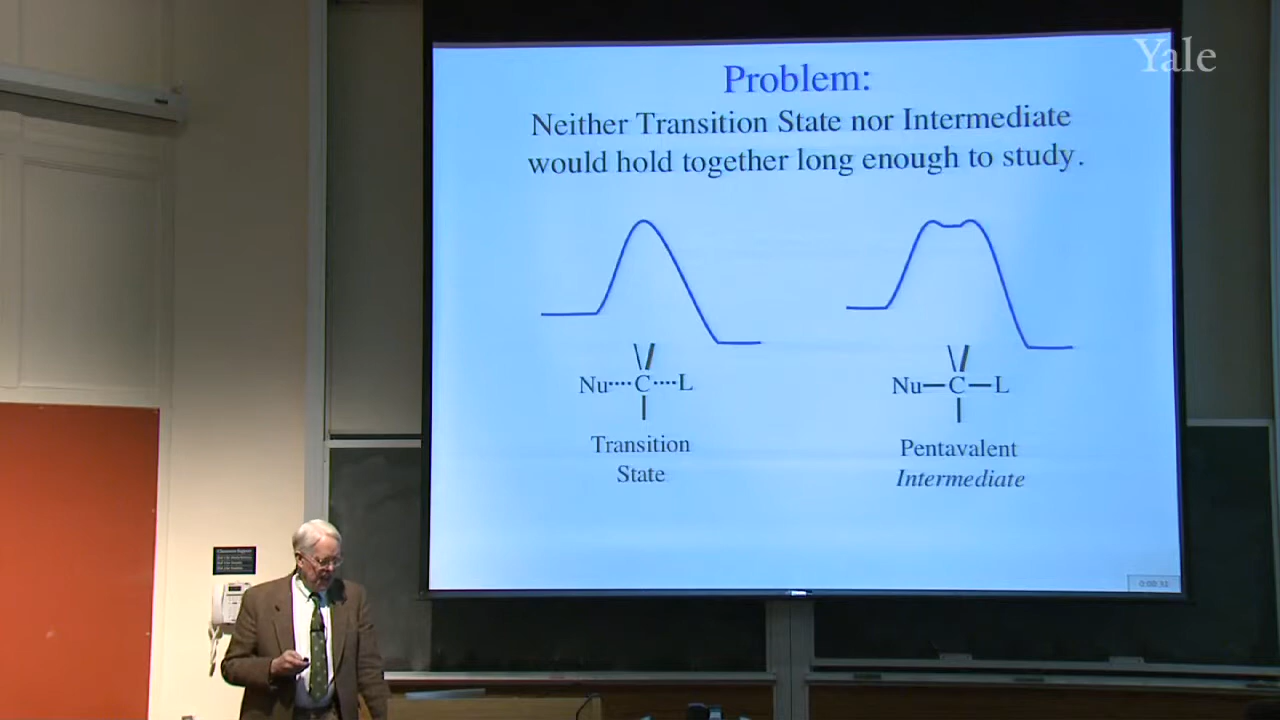 Yale
Problem:
Neither Transition State nor Intermediate
would hold together long enough to study.
Nu····C····L
Nu—C—L
Transition
State
Pentavalent
Intermediate